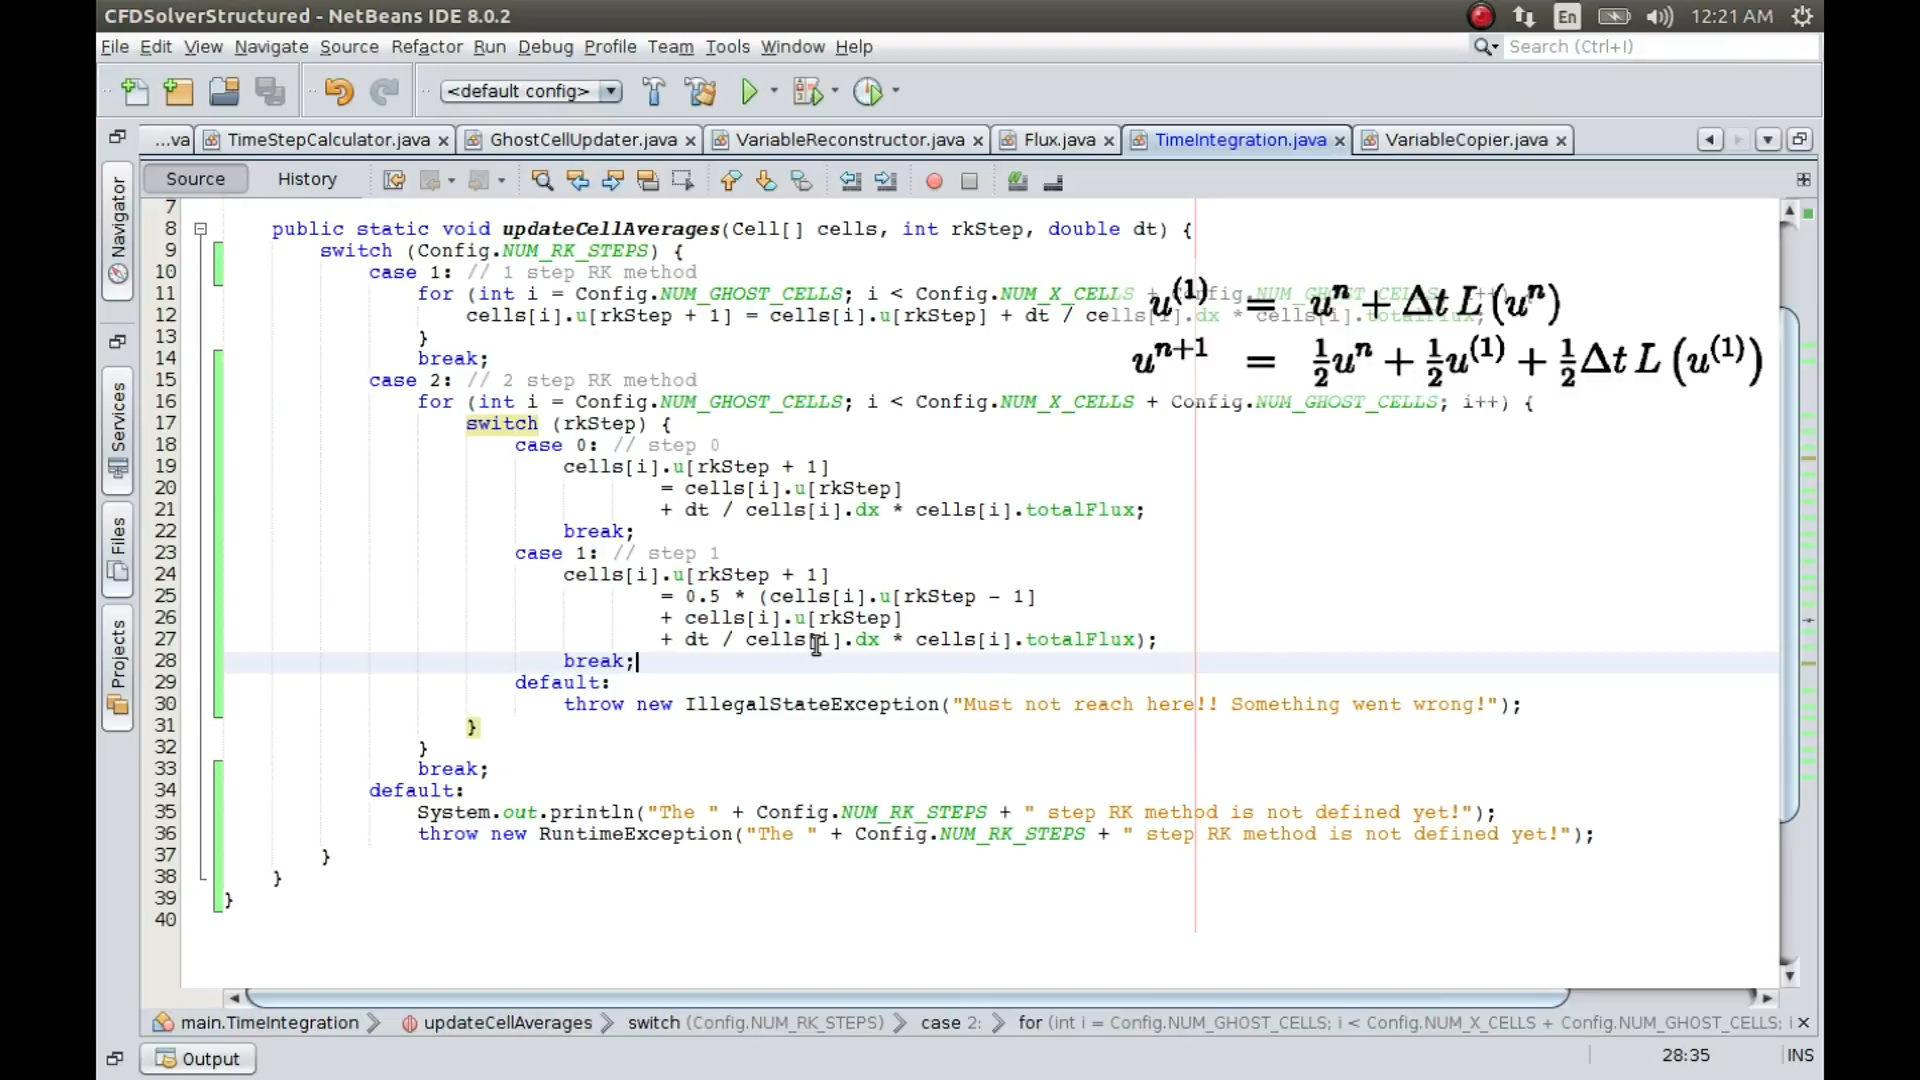 CFDSolverStructured - NetBeans IDE 8.0.2
En
12:21 AM
File Edit View Navigate Source Refactor Run Debug Profile Team Tools Window Help
Search (Ctrl+I)
<default config>
...va TimeStepCalculator.java GhostCellUpdater.java VariableReconstructor.java Flux.java TimeIntegration.java VariableCopier.java
Source History
Navigator
Services
Files
Projects
7
8 public static void updateCellAverages(Cell[] cells, int rkStep, double dt) {
9 switch (Config.NUM_RK_STEPS) {
10 case 1: // 1 step RK method
11 for (int i = Config.NUM_GHOST_CELLS; i < Config.NUM_X_CELLS + Config.NUM_GHOST_CELLS; i++) {
12 cells[i].u[rkStep + 1] = cells[i].u[rkStep] + dt / cells[i].dx * cells[i].totalFlux;
13 }
14 break;
15 case 2: // 2 step RK method
16 for (int i = Config.NUM_GHOST_CELLS; i < Config.NUM_X_CELLS + Config.NUM_GHOST_CELLS; i++) {
17 switch (rkStep) {
18 case 0: // step 0
19 cells[i].u[rkStep + 1]
20 = cells[i].u[rkStep]
21 + dt / cells[i].dx * cells[i].totalFlux;
22 break;
23 case 1: // step 1
24 cells[i].u[rkStep + 1]
25 = 0.5 * (cells[i].u[rkStep - 1]
26 + cells[i].u[rkStep]
27 + dt / cells[i].dx * cells[i].totalFlux);
28 break;
29 default:
30 throw new IllegalStateException("Must not reach here!! Something went wrong!");
31 }
32 }
33 break;
34 default:
35 System.out.println("The " + Config.NUM_RK_STEPS + " step RK method is not defined yet!");
36 throw new RuntimeException("The " + Config.NUM_RK_STEPS + " step RK method is not defined yet!");
37 }
38 }
39 }
40
u^(1) = u^n + Δt L(u^n)
u^n+1 = ½u^n + ½u^(1) + ½Δt L(u^(1))
main.TimeIntegration updateCellAverages switch (Config.NUM_RK_STEPS) case 2: for (int i = Config.NUM_GHOST_CELLS; i < Config.NUM_X_CELLS + Config.NUM_GHOST_CELLS; i
Output
28:35 INS